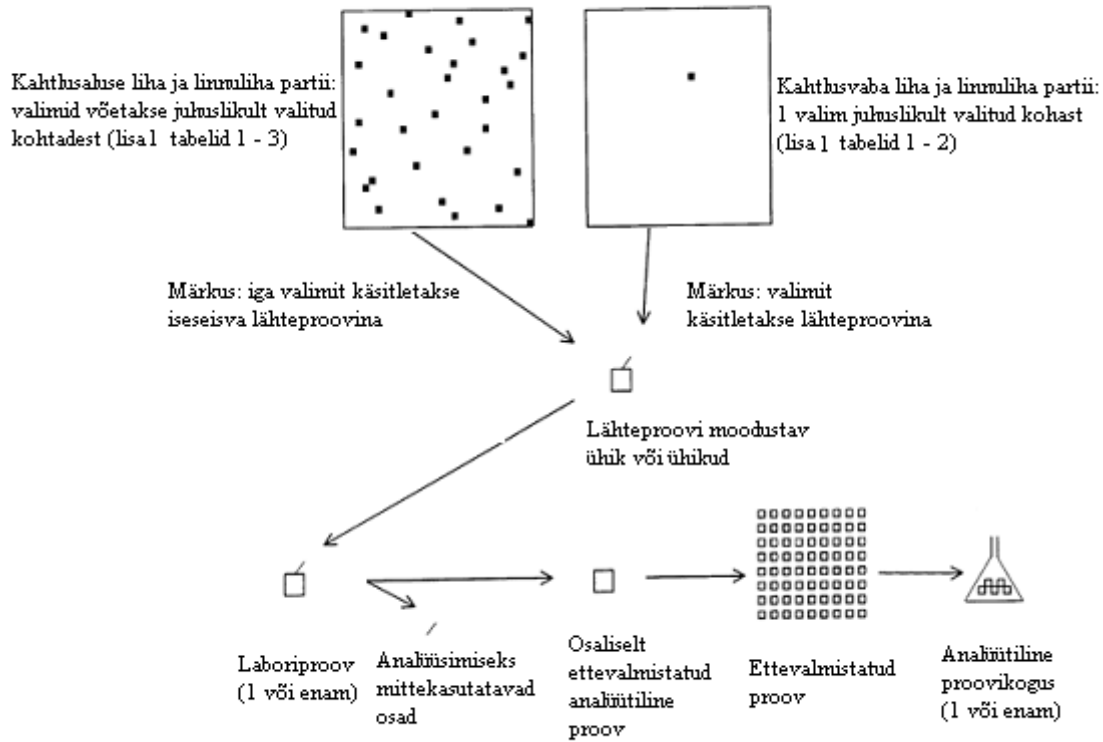 Kahtlusaluse liha ja linnuliha partii:
valimid võetakse juhuslikult valitud
kohtadest (lisa1 tabelid 1 - 3)
Kahtlusvaba liha ja linnuliha partii:
1 valim juhuslikult valitud kohast
(lisa 1 tabelid 1 - 2)
Märkus: iga valimit käsitletakse
iseseisva lähteproovina
Märkus: valimit
käsitletakse lähteproovina
Lähteproovi moodustav
ühik või ühikud
Laboriproov
(1 või enam)
Analüüsimiseks
mittekasutatavad
osad
Osaliselt
ettevalmistatud
analüütiline
proov
Ettevalmistatud
proov
Analüütiline
proovikogus
(1 või enam)